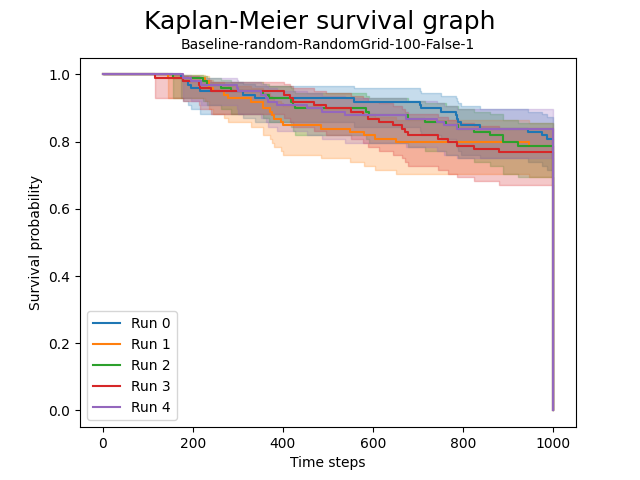 Kaplan-Meier survival graph
Baseline-random-RandomGrid-100-False-1
Survival probability
1.0
0.8
0.6
0.4
0.2
0.0
Run 0
Run 1
Run 2
Run 3
Run 4
0 200 400 600 800 1000
Time steps